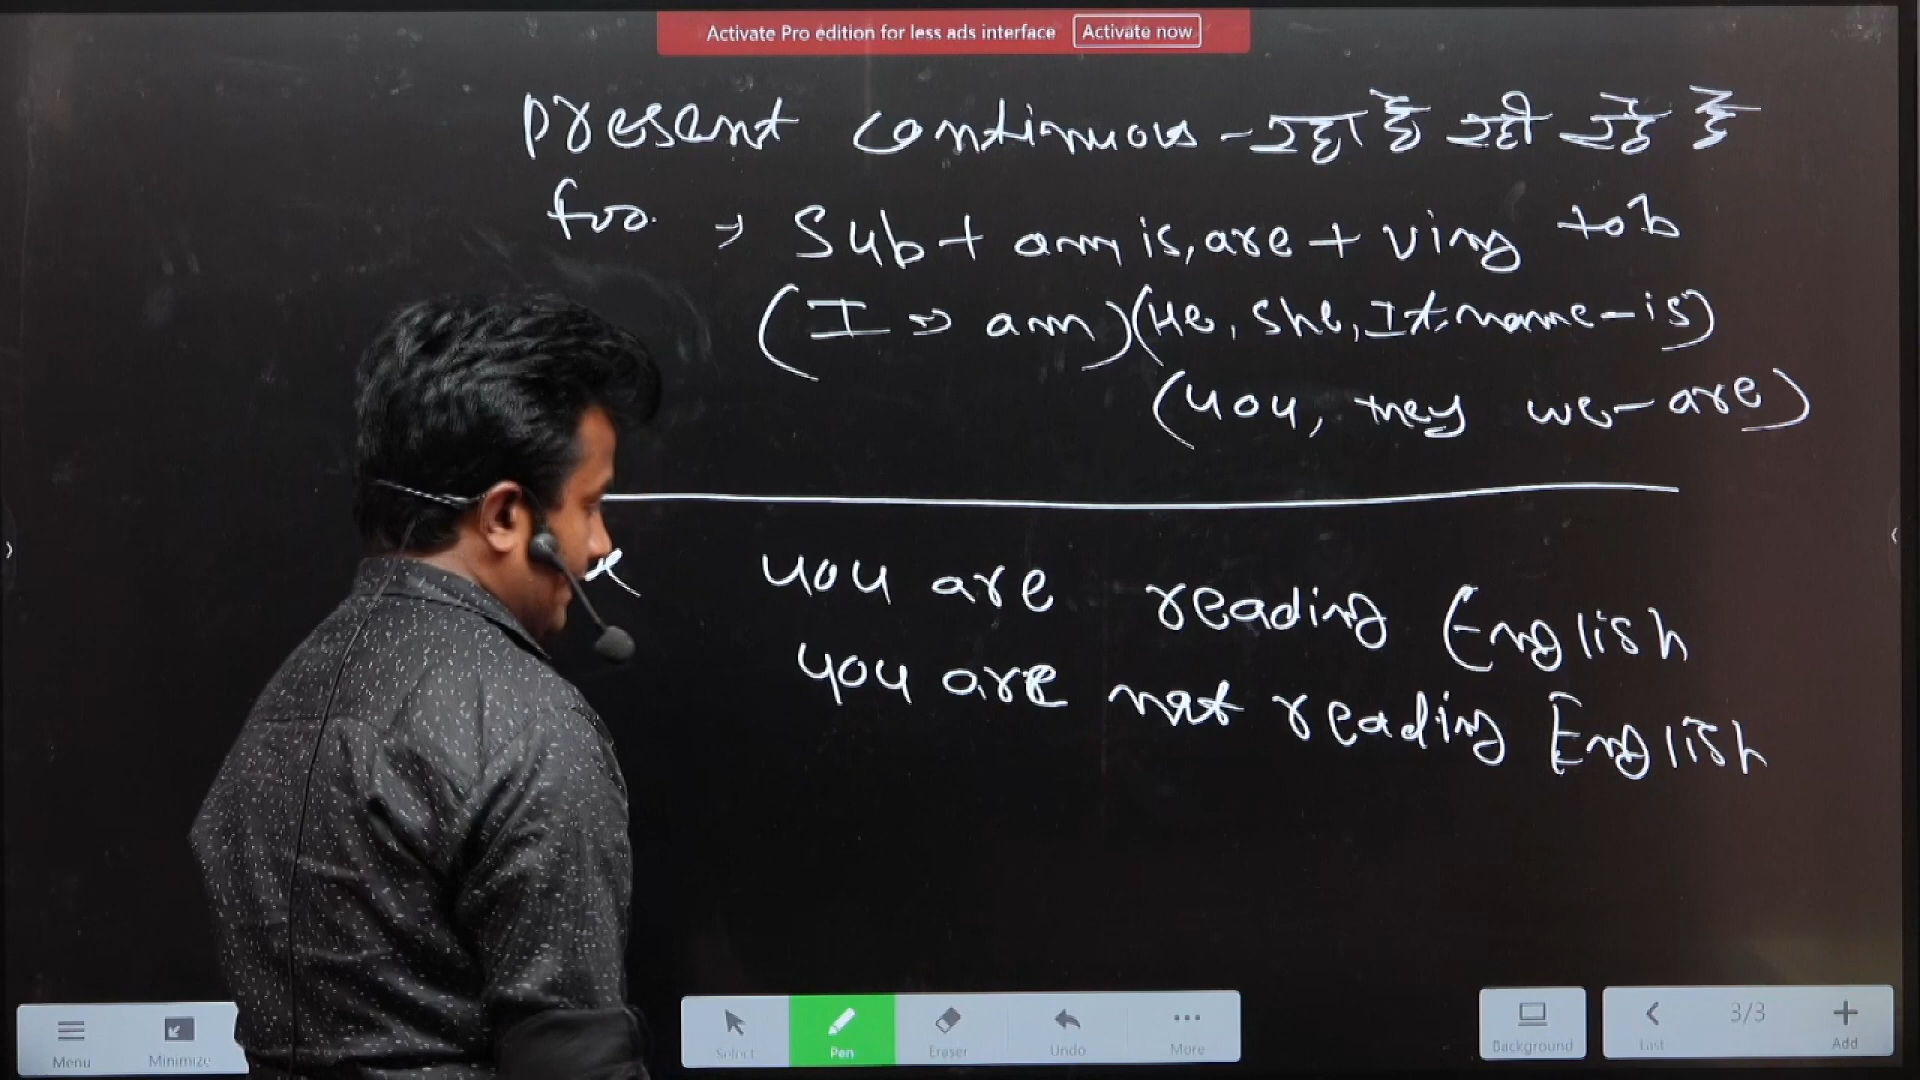 Activate Pro edition for less ads interface Activate now
Present continuous - रहा है रही रहे हैं
for. → Sub + am is, are + ving + ob
(I => am) (He, she, It, name - is)
(you, they we - are)
you are reading English
you are not reading English
Menu Minimize Select Pen Eraser Undo More Background Last 3/3 Add